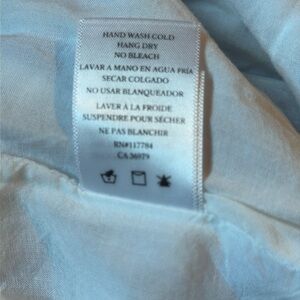 HAND WASH COLD
HANG DRY
NO BLEACH
LAVAR A MANO EN AGUA FRIA
SECAR COLGADO
NO USAR BLANQUEADOR
LAVER À LA FROIDE
SUSPENDRE POUR SÉCHER
NE PAS BLANCHIR
RN#117784
CA 36979